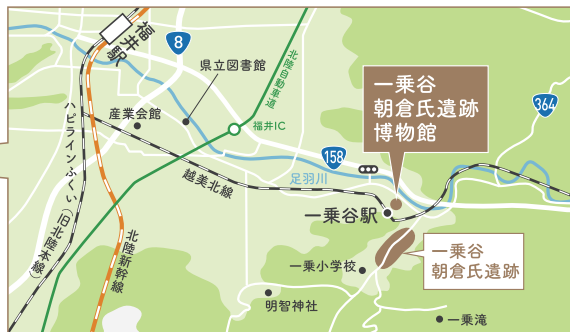 福井駅
8
県立図書館
北陸自動車道
産業会館
福井IC
一乗谷
朝倉氏遺跡
博物館
364
158
ハピラインふくい（旧北陸本線）
越美北線
足羽川
一乗谷駅
北陸新幹線
一乗小学校
一乗谷
朝倉氏遺跡
明智神社
一乗滝